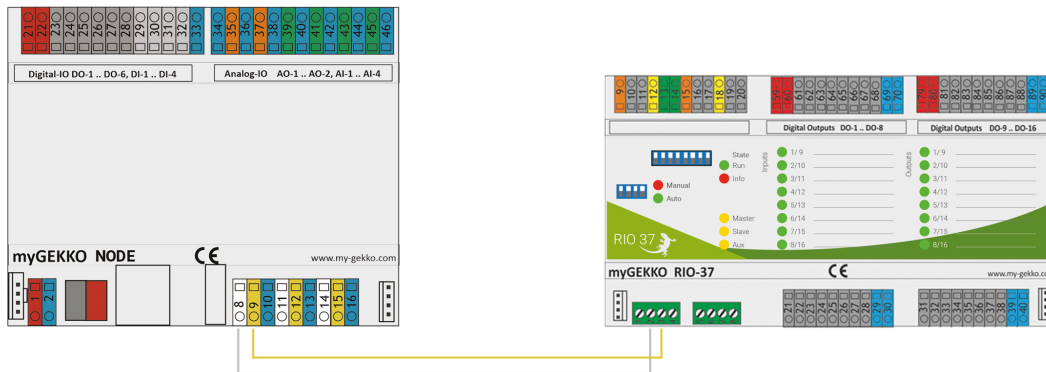 21 22 23 24 25 26 27 28 29 30 31 32 33 34 35 36 37 38 39 40 41 42 43 44 45 46
Digital-IO DO-1 .. DO-6, DI-1 .. DI-4
Analog-IO AO-1 .. AO-2, AI-1 .. AI-4
myGEKKO NODE
CE
www.my-gekko.com
1 2
8 9 10 11 12 13 14 15 16
9 10 11 12 13 14 15 16 17 18 19 20
59 60 61 62 63 64 65 66 67 68 69 70
79 80 81 82 83 84 85 86 87 88 89 90
Digital Outputs DO-1 .. DO-8
Digital Outputs DO-9 .. DO-16
State
Run
Info
Manual
Auto
Master
Slave
Aux
Inputs
1/ 9
2/10
3/11
4/12
5/13
6/14
7/15
8/16
Outputs
1/ 9
2/10
3/11
4/12
5/13
6/14
7/15
8/16
RIO 37
myGEKKO RIO-37
CE
www.my-gekko.co
21 22 23 24 25 26 27 28 29 30
31 32 33 34 35 36 37 38 39 40